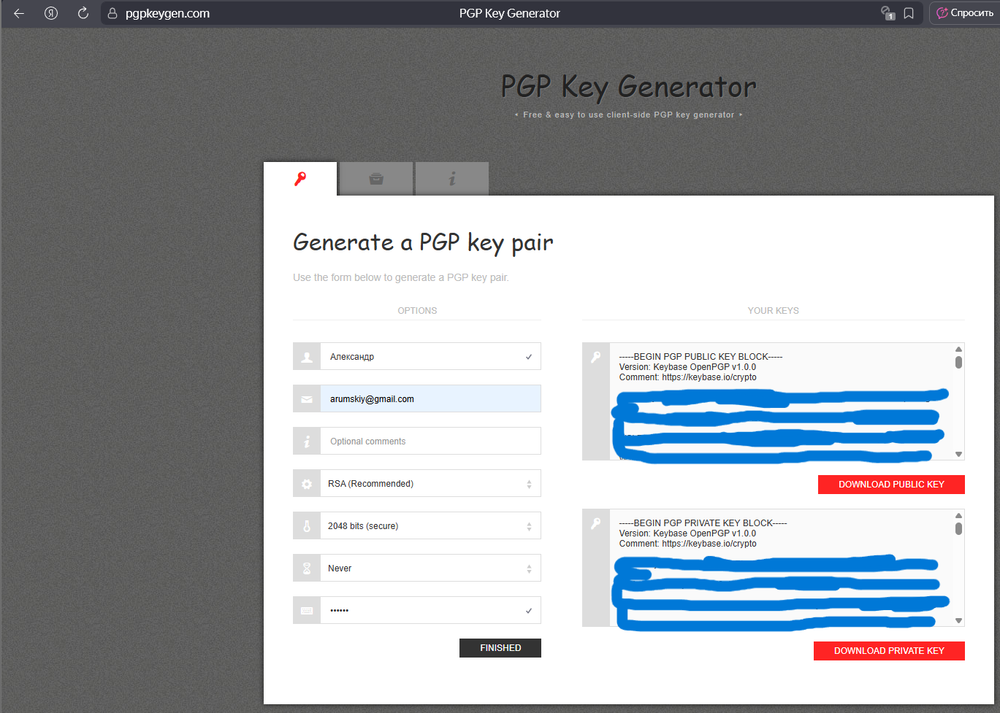 pgpkeygen.com
PGP Key Generator
1
Спросить
PGP Key Generator
Free & easy to use client-side PGP key generator
Generate a PGP key pair
Use the form below to generate a PGP key pair.
OPTIONS
YOUR KEYS
Александр
arumskiy@gmail.com
Optional comments
RSA (Recommended)
2048 bits (secure)
Never
••••••
FINISHED
-----BEGIN PGP PUBLIC KEY BLOCK-----
Version: Keybase OpenPGP v1.0.0
Comment: https://keybase.io/crypto
DOWNLOAD PUBLIC KEY
-----BEGIN PGP PRIVATE KEY BLOCK-----
Version: Keybase OpenPGP v1.0.0
Comment: https://keybase.io/crypto
DOWNLOAD PRIVATE KEY